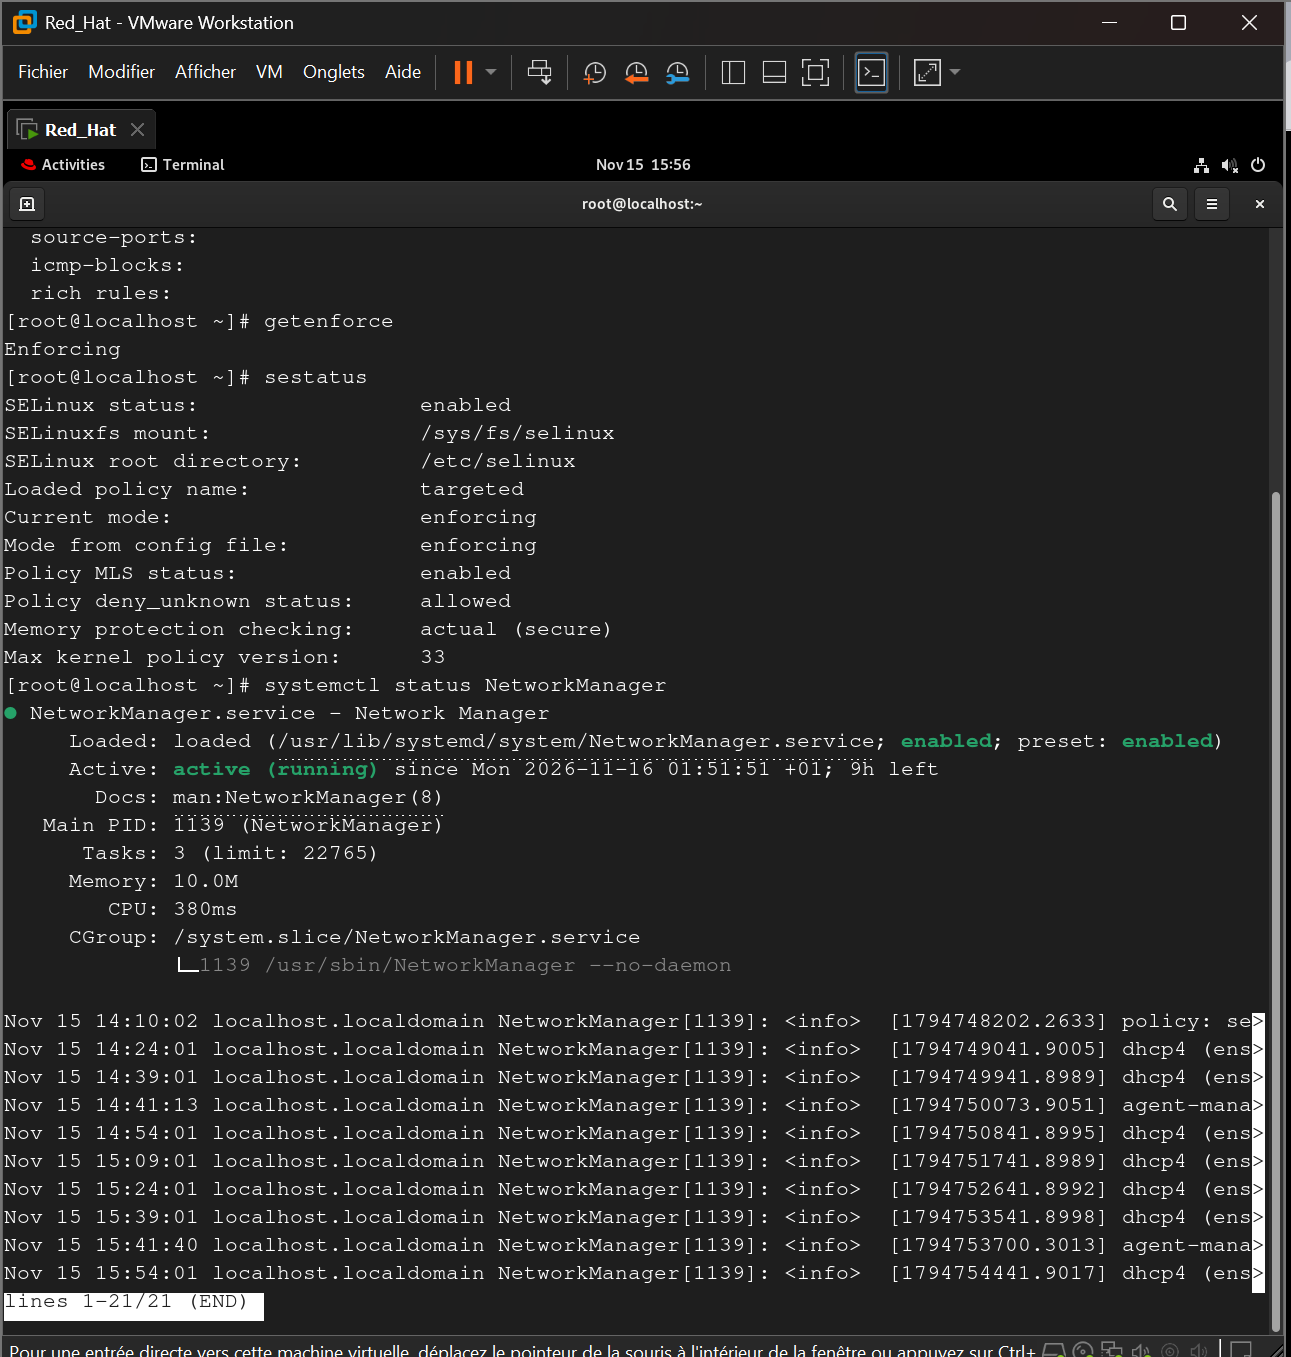 Red_Hat - VMware Workstation
Fichier Modifier Afficher VM Onglets Aide
Red_Hat
Activities Terminal Nov 15 15:56
root@localhost:~
source-ports:
icmp-blocks:
rich rules:
[root@localhost ~]# getenforce
Enforcing
[root@localhost ~]# sestatus
SELinux status: enabled
SELinuxfs mount: /sys/fs/selinux
SELinux root directory: /etc/selinux
Loaded policy name: targeted
Current mode: enforcing
Mode from config file: enforcing
Policy MLS status: enabled
Policy deny_unknown status: allowed
Memory protection checking: actual (secure)
Max kernel policy version: 33
[root@localhost ~]# systemctl status NetworkManager
● NetworkManager.service - Network Manager
Loaded: loaded (/usr/lib/systemd/system/NetworkManager.service; enabled; preset: enabled)
Active: active (running) since Mon 2026-11-16 01:51:51 +01; 9h left
Docs: man:NetworkManager(8)
Main PID: 1139 (NetworkManager)
Tasks: 3 (limit: 22765)
Memory: 10.0M
CPU: 380ms
CGroup: /system.slice/NetworkManager.service
└─1139 /usr/sbin/NetworkManager --no-daemon
Nov 15 14:10:02 localhost.localdomain NetworkManager[1139]: <info> [1794748202.2633] policy: se>
Nov 15 14:24:01 localhost.localdomain NetworkManager[1139]: <info> [1794749041.9005] dhcp4 (ens>
Nov 15 14:39:01 localhost.localdomain NetworkManager[1139]: <info> [1794749941.8989] dhcp4 (ens>
Nov 15 14:41:13 localhost.localdomain NetworkManager[1139]: <info> [1794750073.9051] agent-mana>
Nov 15 14:54:01 localhost.localdomain NetworkManager[1139]: <info> [1794750841.8995] dhcp4 (ens>
Nov 15 15:09:01 localhost.localdomain NetworkManager[1139]: <info> [1794751741.8989] dhcp4 (ens>
Nov 15 15:24:01 localhost.localdomain NetworkManager[1139]: <info> [1794752641.8992] dhcp4 (ens>
Nov 15 15:39:01 localhost.localdomain NetworkManager[1139]: <info> [1794753541.8998] dhcp4 (ens>
Nov 15 15:41:40 localhost.localdomain NetworkManager[1139]: <info> [1794753700.3013] agent-mana>
Nov 15 15:54:01 localhost.localdomain NetworkManager[1139]: <info> [1794754441.9017] dhcp4 (ens>
lines 1-21/21 (END)
Pour une entrée directe vers cette machine virtuelle, déplacez le pointeur de la souris à l'intérieur de la fenêtre ou appuyez sur Ctrl+